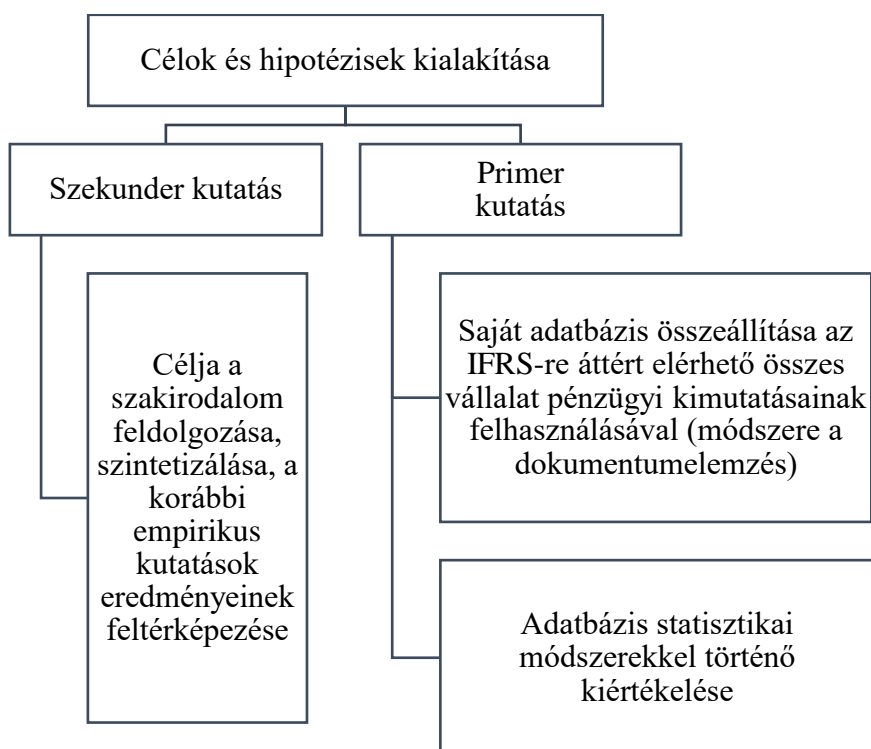 Célok és hipotézisek kialakítása
Szekunder kutatás
Célja a
szakirodalom
feldolgozása,
szintetizálása, a
korábbi
empirikus
kutatások
eredményeinek
feltérképezése
Primer
kutatás
Saját adatbázis összeállítása az
IFRS-re áttért elérhető összes
vállalat pénzügyi kimutatásainak
felhasználásával (módszere a
dokumentumelemzés)
Adatbázis statisztikai
módszerekkel történő
kiértékelése